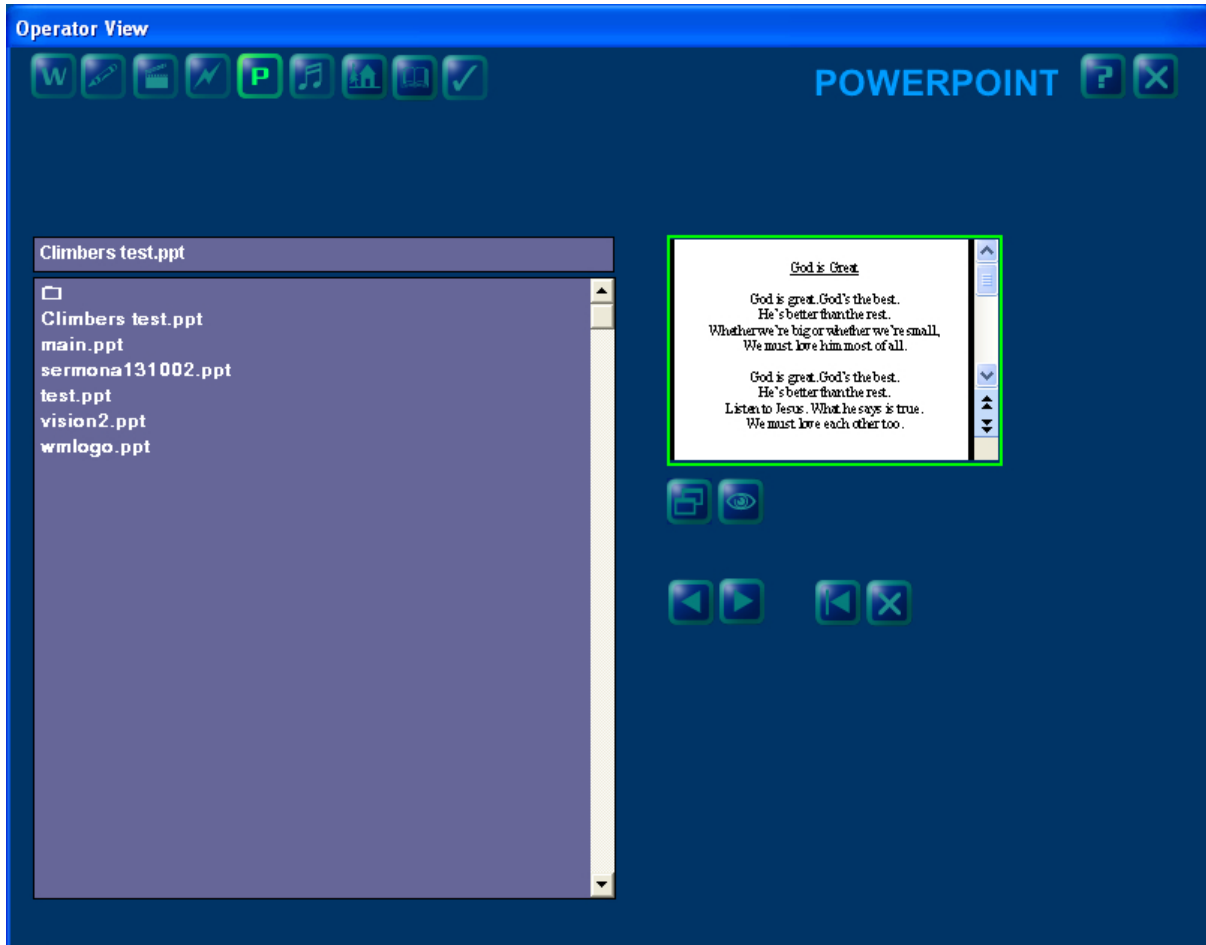 Operator View
W
P
POWERPOINT
?
Climbers test.ppt
Climbers test.ppt
main.ppt
sermona131002.ppt
test.ppt
vision2.ppt
wmlogo.ppt
God is Great
God is great. God's the best.
He's better than the rest.
Whether we're big or whether we're small,
We must love him most of all.
God is great. God's the best.
He's better than the rest.
Listen to Jesus. What he says is true.
We must love each other too.